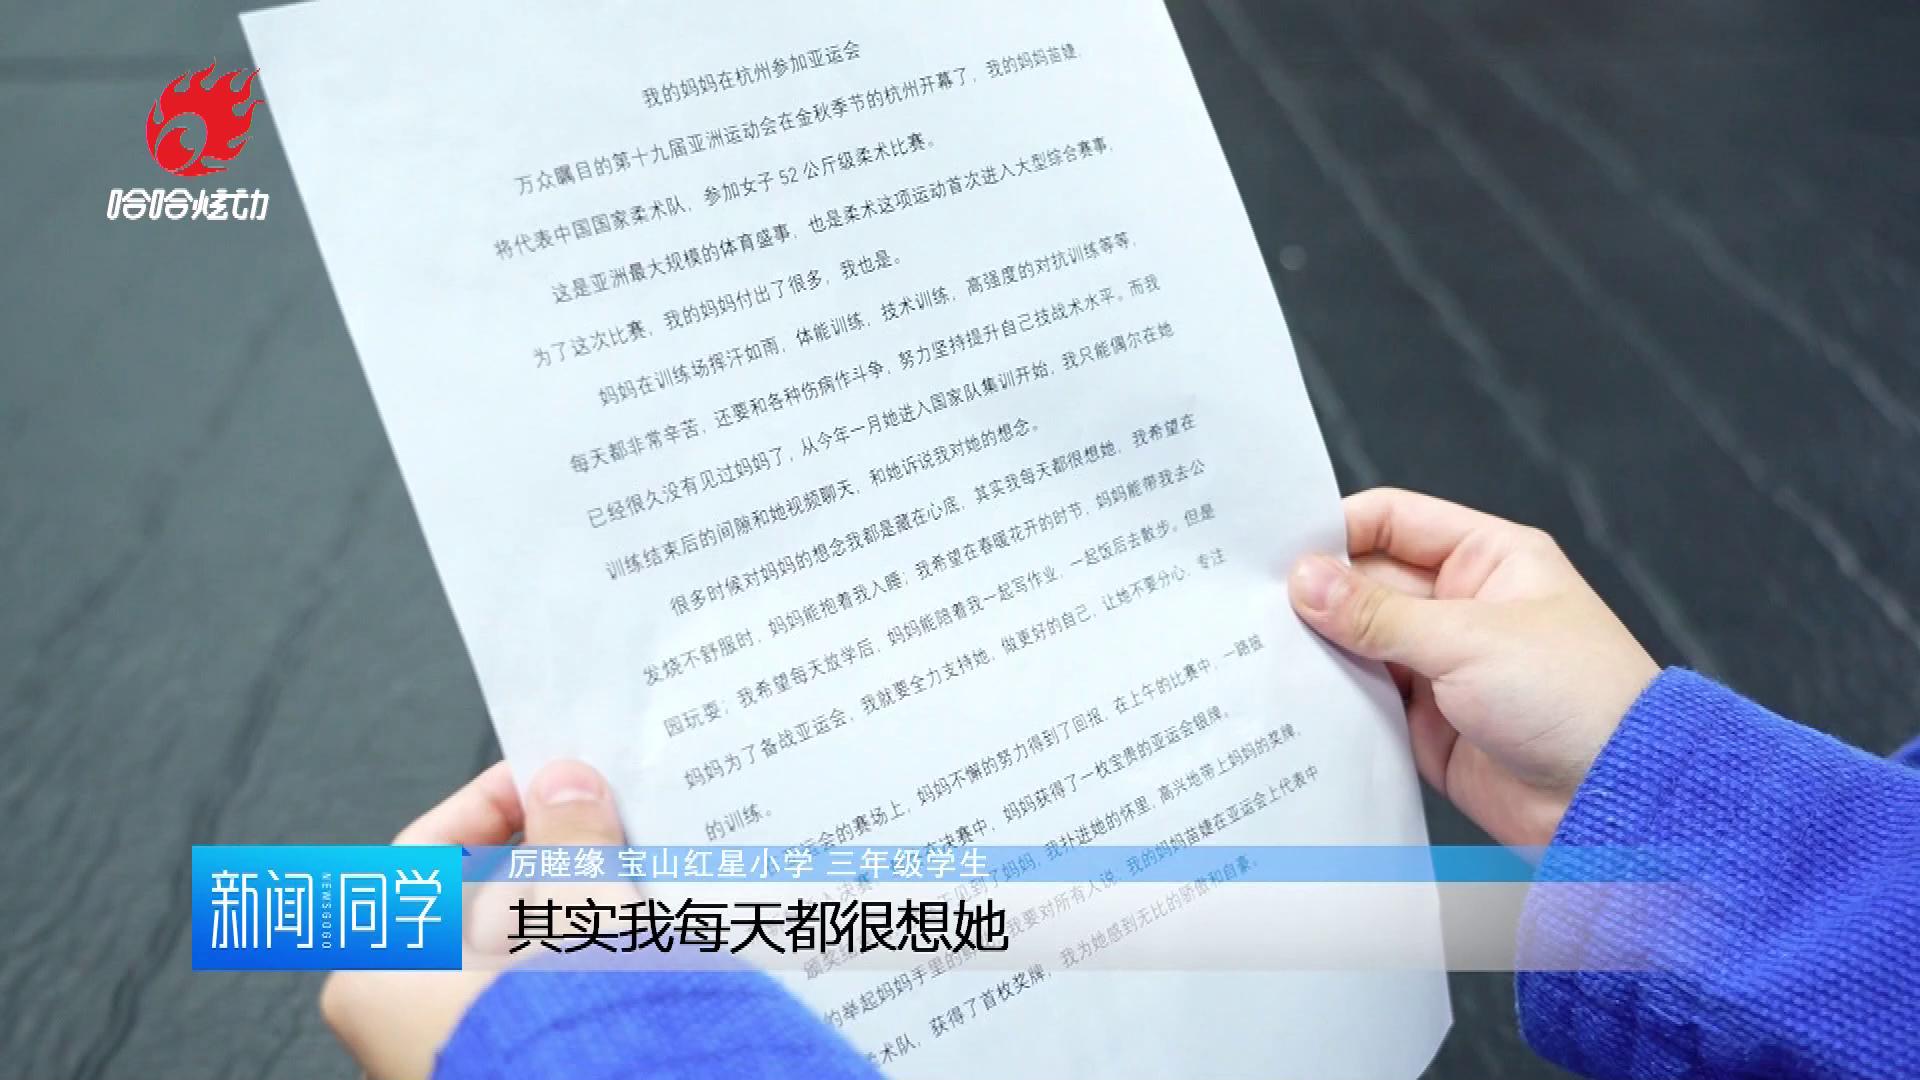 哈哈炫动
我的妈妈在杭州参加亚运会
万众瞩目的第十九届亚洲运动会在金秋季节的杭州开幕了，我的妈妈苗婕，
将代表中国国家柔术队，参加女子52公斤级柔术比赛。
这是亚洲最大规模的体育盛事，也是柔术这项运动首次进入大型综合赛事，
为了这次比赛，我的妈妈付出了很多，我也是。
妈妈在训练场挥汗如雨，体能训练，技术训练，高强度的对抗训练等等，
每天都非常辛苦，还要和各种伤病作斗争，努力坚持提升自己技战术水平。而我
已经很久没有见过妈妈了，从今年一月她进入国家队集训开始，我只能偶尔在她
训练结束后的间隙和她视频聊天，和她诉说我对她的想念。
很多时候对妈妈的想念我都是藏在心底，其实我每天都很想她，我希望在
发烧不舒服时，妈妈能抱着我入睡；我希望在春暖花开的时节，妈妈能带我去公
园玩耍；我希望每天放学后，妈妈能陪着我一起写作业，一起饭后去散步。但是
妈妈为了备战亚运会，我就要全力支持她，做更好的自己，让她不要分心，专注
的训练。
运会的赛场上，妈妈不懈的努力得到了回报，在上午的比赛中，一路披
决赛中，妈妈获得了一枚宝贵的亚运会银牌。
见到了妈妈，我扑进她的怀里，高兴地带上妈妈的奖牌，
的举起妈妈手里的
我要对所有人说，我的妈妈苗婕在亚运会上代表中
术队，获得了首枚奖牌，我为她感到无比的骄傲和自豪。
厉睦缘 宝山红星小学 三年级学生
新闻同学
NEWSGOGO
其实我每天都很想她